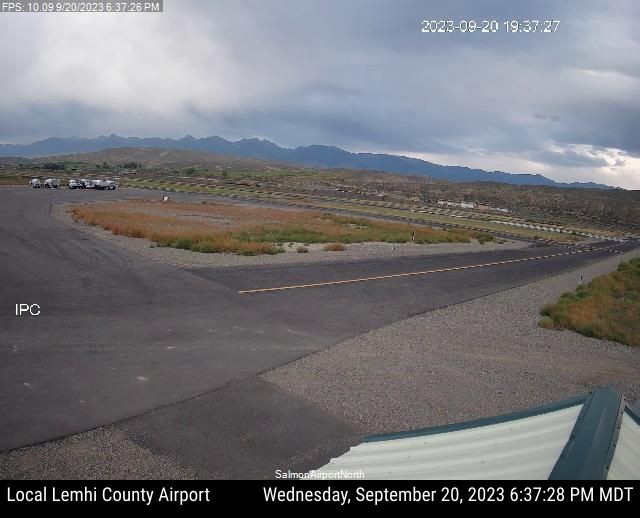 FPS: 10.09 9/20/2023 6:37:26 PM
2023-09-20 19:37:27
IPC
SalmonAirportNorth
Local Lemhi County Airport Wednesday, September 20, 2023 6:37:28 PM MDT